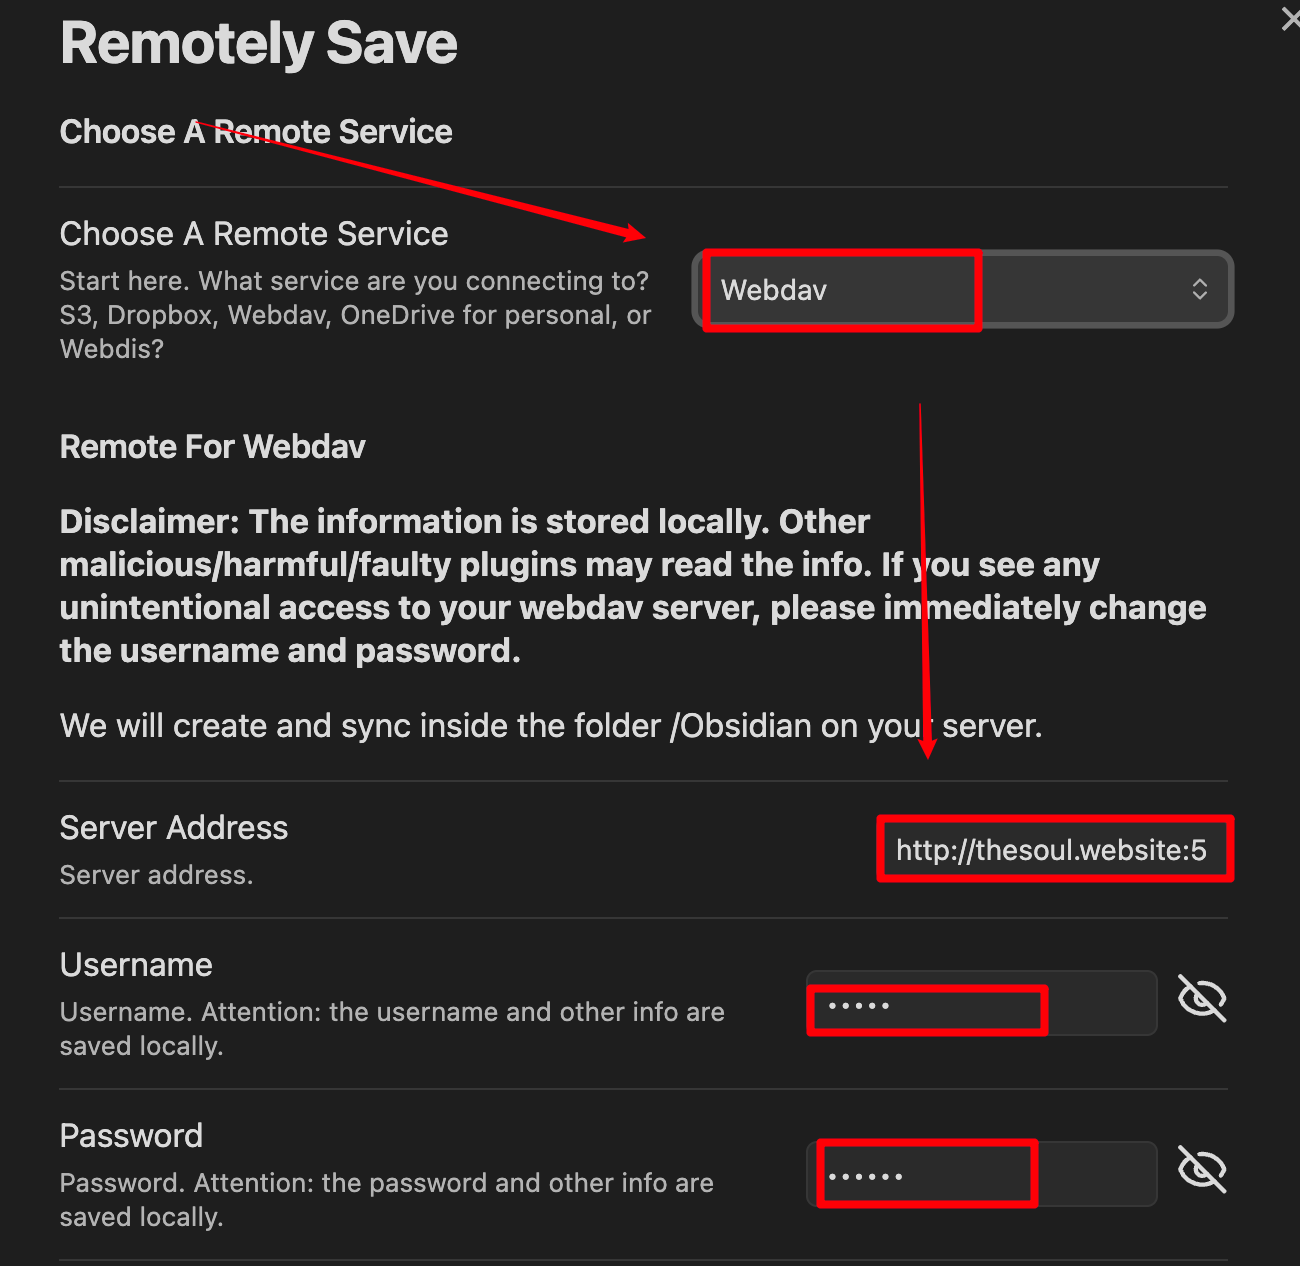 Remotely Save
Choose A Remote Service
Choose A Remote Service
Start here. What service are you connecting to?
S3, Dropbox, Webdav, OneDrive for personal, or
Webdis?
Webdav
Remote For Webdav
Disclaimer: The information is stored locally. Other
malicious/harmful/faulty plugins may read the info. If you see any
unintentional access to your webdav server, please immediately change
the username and password.
We will create and sync inside the folder /Obsidian on your server.
Server Address
Server address.
http://thesoul.website:5
Username
Username. Attention: the username and other info are
saved locally.
•••••
Password
Password. Attention: the password and other info are
saved locally.
••••••